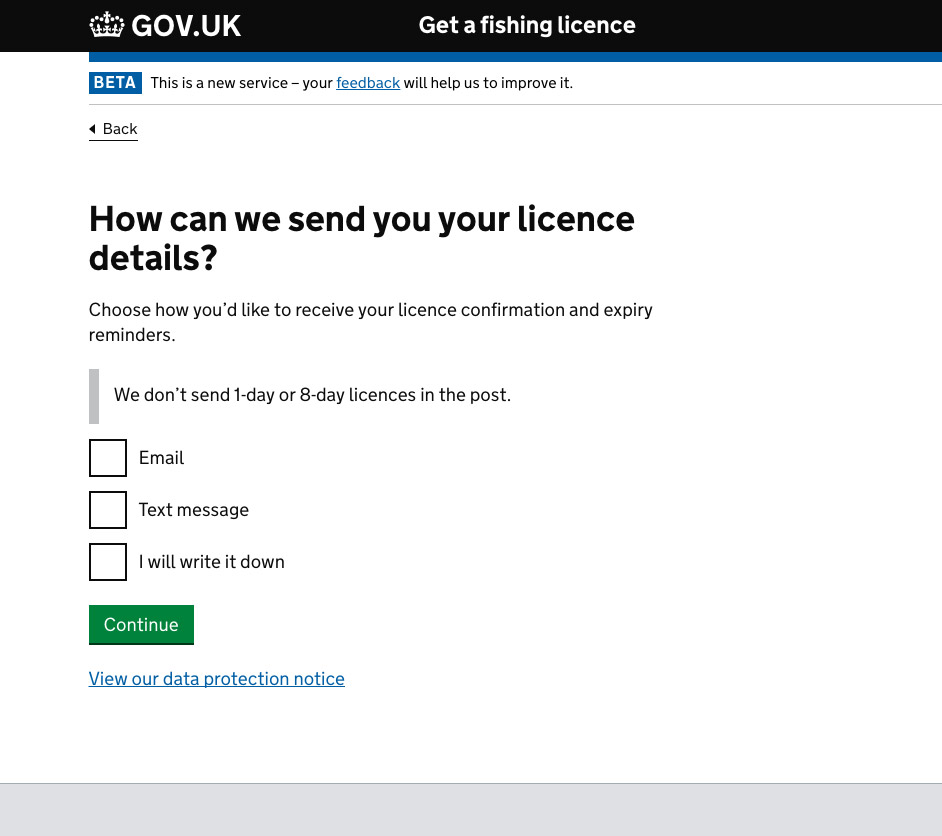 GOV.UK
Get a fishing licence
BETA This is a new service – your feedback will help us to improve it.
Back
How can we send you your licence
details?
Choose how you’d like to receive your licence confirmation and expiry
reminders.
We don’t send 1-day or 8-day licences in the post.
Email
Text message
I will write it down
Continue
View our data protection notice